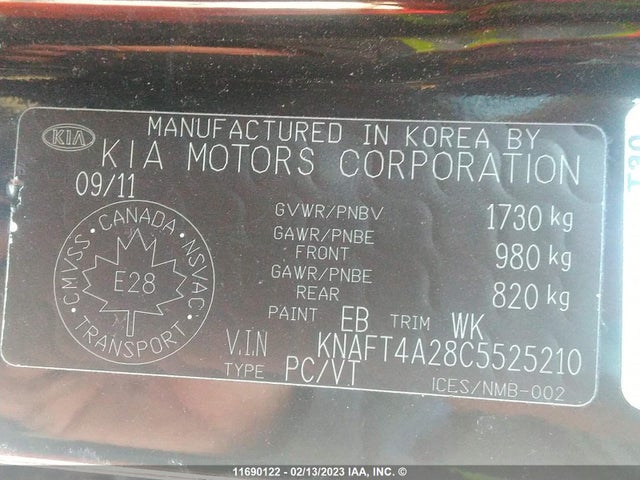 KIA
MANUFACTURED IN KOREA BY
KIA MOTORS CORPORATION
09/11
GVWR/PNBV 1730 kg
GAWR/PNBE
FRONT 980 kg
GAWR/PNBE
REAR 820 kg
PAINT EB TRIM WK
V.I.N KNAFT4A28C5525210
TYPE PC/VT
ICES/NMB-002
CMVSS • CANADA • NSVAC •
TRANSPORT
E28
11690122 - 02/13/2023 IAA, INC. ©